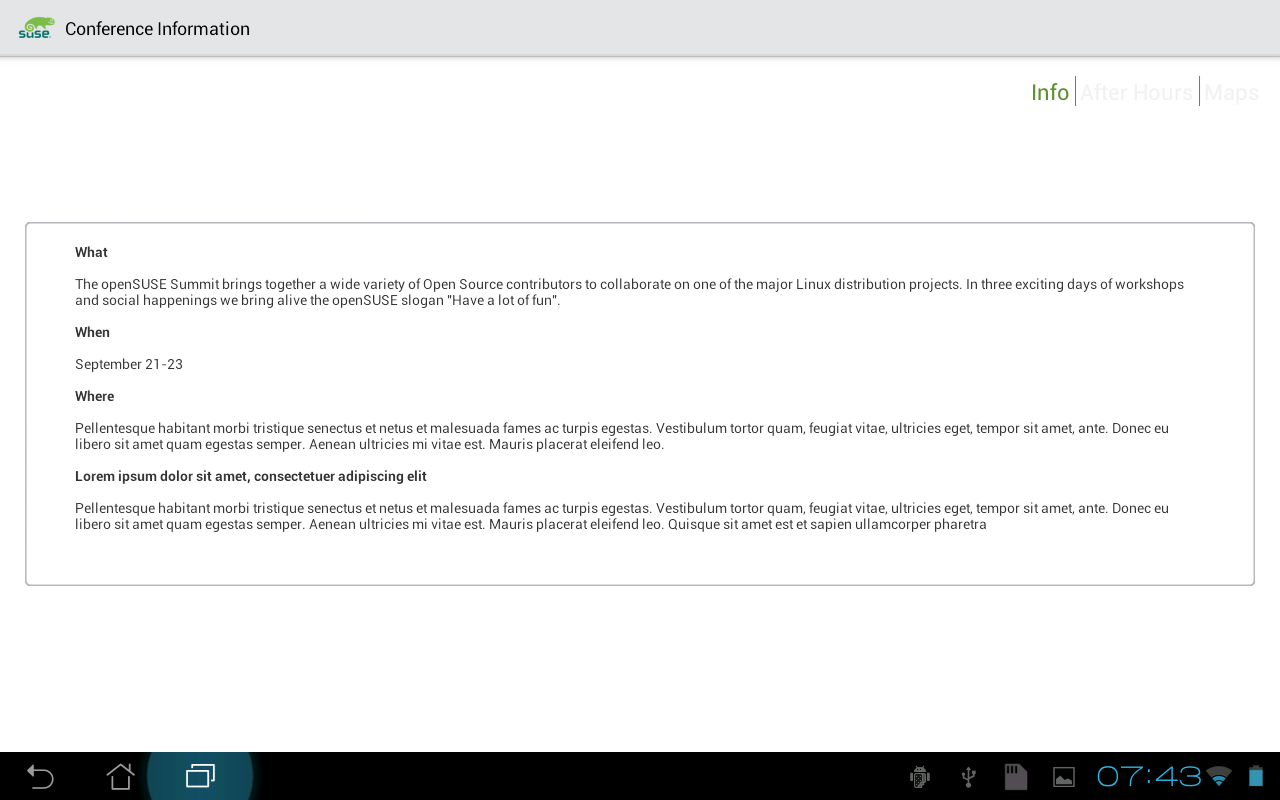 SUSE
Conference Information
Info
After Hours
Maps
What
The openSUSE Summit brings together a wide variety of Open Source contributors to collaborate on one of the major Linux distribution projects. In three exciting days of workshops
and social happenings we bring alive the openSUSE slogan "Have a lot of fun".
When
September 21-23
Where
Pellentesque habitant morbi tristique senectus et netus et malesuada fames ac turpis egestas. Vestibulum tortor quam, feugiat vitae, ultricies eget, tempor sit amet, ante. Donec eu
libero sit amet quam egestas semper. Aenean ultricies mi vitae est. Mauris placerat eleifend leo.
Lorem ipsum dolor sit amet, consectetuer adipiscing elit
Pellentesque habitant morbi tristique senectus et netus et malesuada fames ac turpis egestas. Vestibulum tortor quam, feugiat vitae, ultricies eget, tempor sit amet, ante. Donec eu
libero sit amet quam egestas semper. Aenean ultricies mi vitae est. Mauris placerat eleifend leo. Quisque sit amet est et sapien ullamcorper pharetra
07:43